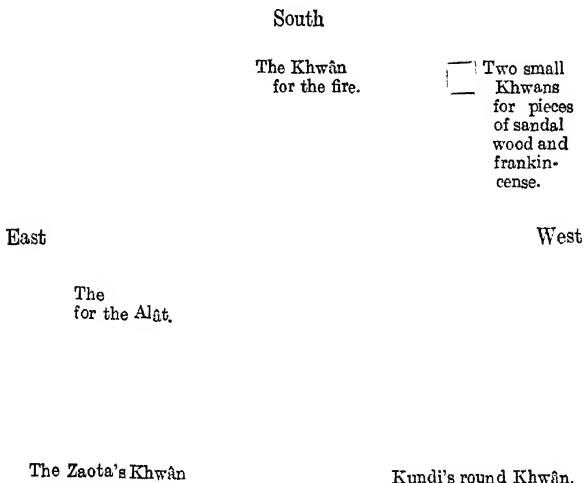 South
The Khwân
for the fire.
Two small
Khwans
for pieces
of sandal
wood and
frankin-
cense.
East
West
The
for the Alât.
The Zaota's Khwân
Kundi's round Khwân.